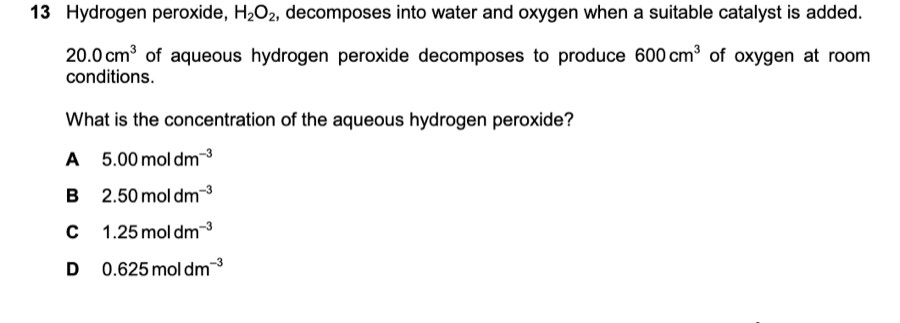 13 Hydrogen peroxide, H₂O₂, decomposes into water and oxygen when a suitable catalyst is added.
20.0 cm³ of aqueous hydrogen peroxide decomposes to produce 600 cm³ of oxygen at room
conditions.
What is the concentration of the aqueous hydrogen peroxide?
A 5.00 mol dm⁻³
B 2.50 mol dm⁻³
C 1.25 mol dm⁻³
D 0.625 mol dm⁻³